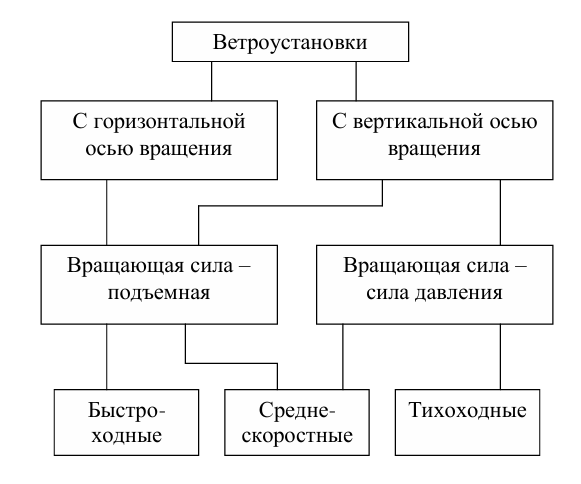 Ветроустановки
С горизонтальной
осью вращения
С вертикальной осью
вращения
Вращающая сила –
подъемная
Вращающая сила –
сила давления
Быстро-
ходные
Средне-
скоростные
Тихоходные